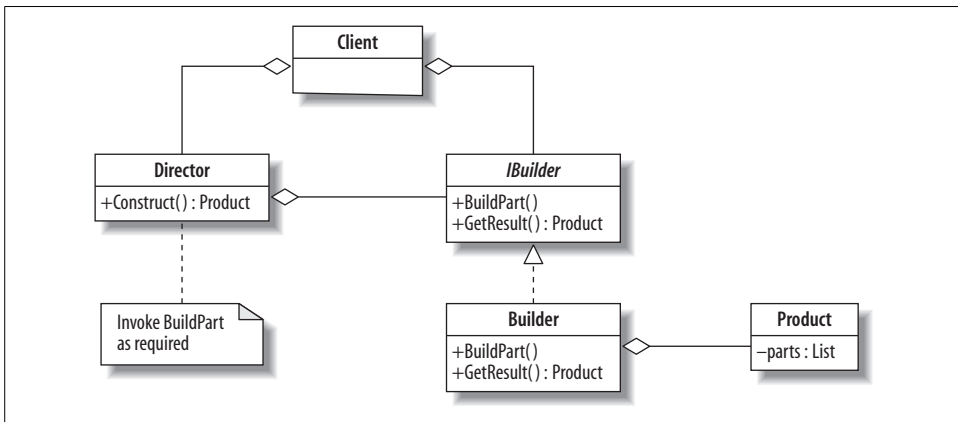 Client
Director
+Construct() : Product
IBuilder
+BuildPart()
+GetResult() : Product
Invoke BuildPart
as required
Builder
+BuildPart()
+GetResult() : Product
Product
–parts : List